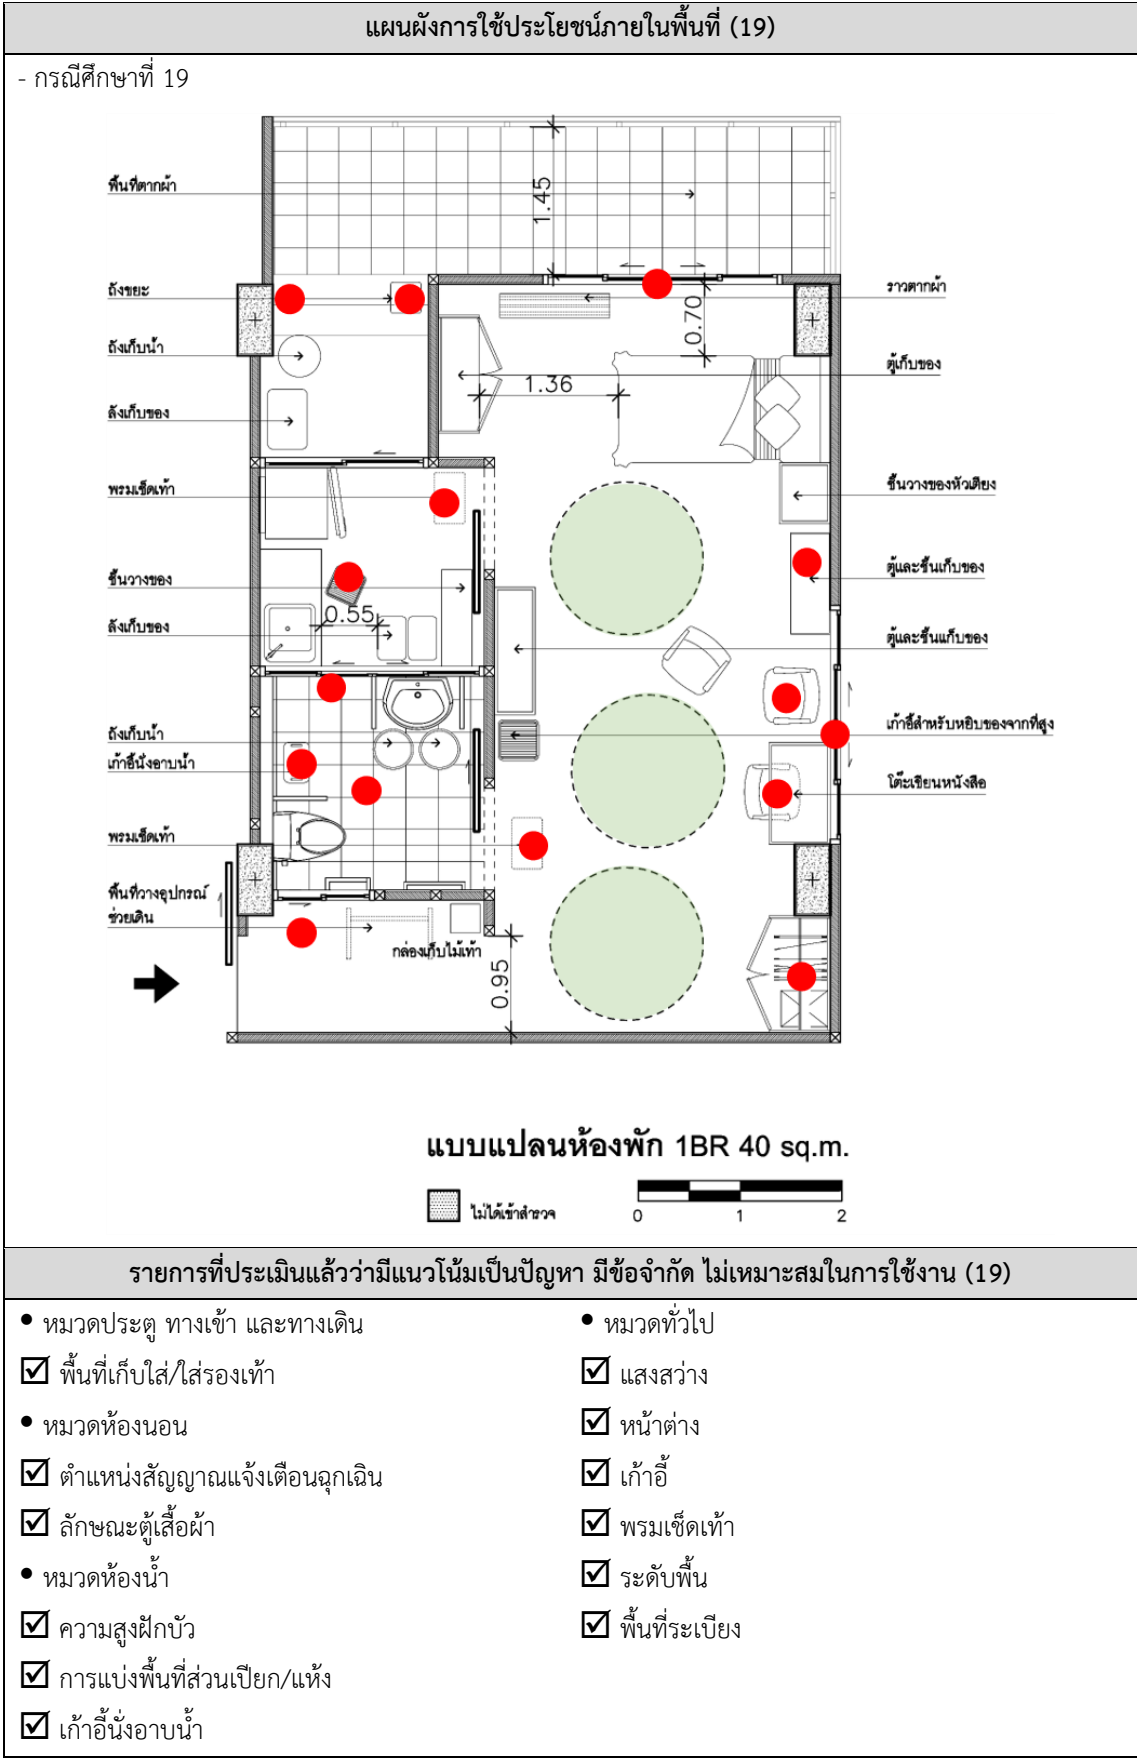 แผนผังการใช้ประโยชน์ภายในพื้นที่ (19)
- กรณีศึกษาที่ 19
พื้นที่ตากผ้า
1.45
ถังขยะ
ราวตากผ้า
0.70
ถังเก็บน้ำ
ตู้เก็บของ
1.36
ลังเก็บของ
พรมเช็ดเท้า
ชั้นวางของหัวเตียง
ชั้นวางของ
ตู้และชั้นเก็บของ
0.55
ลังเก็บของ
ตู้และชั้นแก็บของ
ถังเก็บน้ำ
เก้าอี้สำหรับหยิบของจากที่สูง
เก้าอี้นั่งอาบน้ำ
โต๊ะเขียนหนังสือ
พรมเช็ดเท้า
พื้นที่วางอุปกรณ์
ช่วยเดิน
กล่องเก็บไม้เท้า
0.95
แบบแปลนห้องพัก 1BR 40 sq.m.
ไม่ได้เข้าสำรวจ
0 1 2
รายการที่ประเมินแล้วว่ามีแนวโน้มเป็นปัญหา มีข้อจำกัด ไม่เหมาะสมในการใช้งาน (19)
• หมวดประตู ทางเข้า และทางเดิน
☑ พื้นที่เก็บใส่/ใส่รองเท้า
• หมวดห้องนอน
☑ ตำแหน่งสัญญาณแจ้งเตือนฉุกเฉิน
☑ ลักษณะตู้เสื้อผ้า
• หมวดห้องน้ำ
☑ ความสูงฝักบัว
☑ การแบ่งพื้นที่ส่วนเปียก/แห้ง
☑ เก้าอี้นั่งอาบน้ำ
• หมวดทั่วไป
☑ แสงสว่าง
☑ หน้าต่าง
☑ เก้าอี้
☑ พรมเช็ดเท้า
☑ ระดับพื้น
☑ พื้นที่ระเบียง